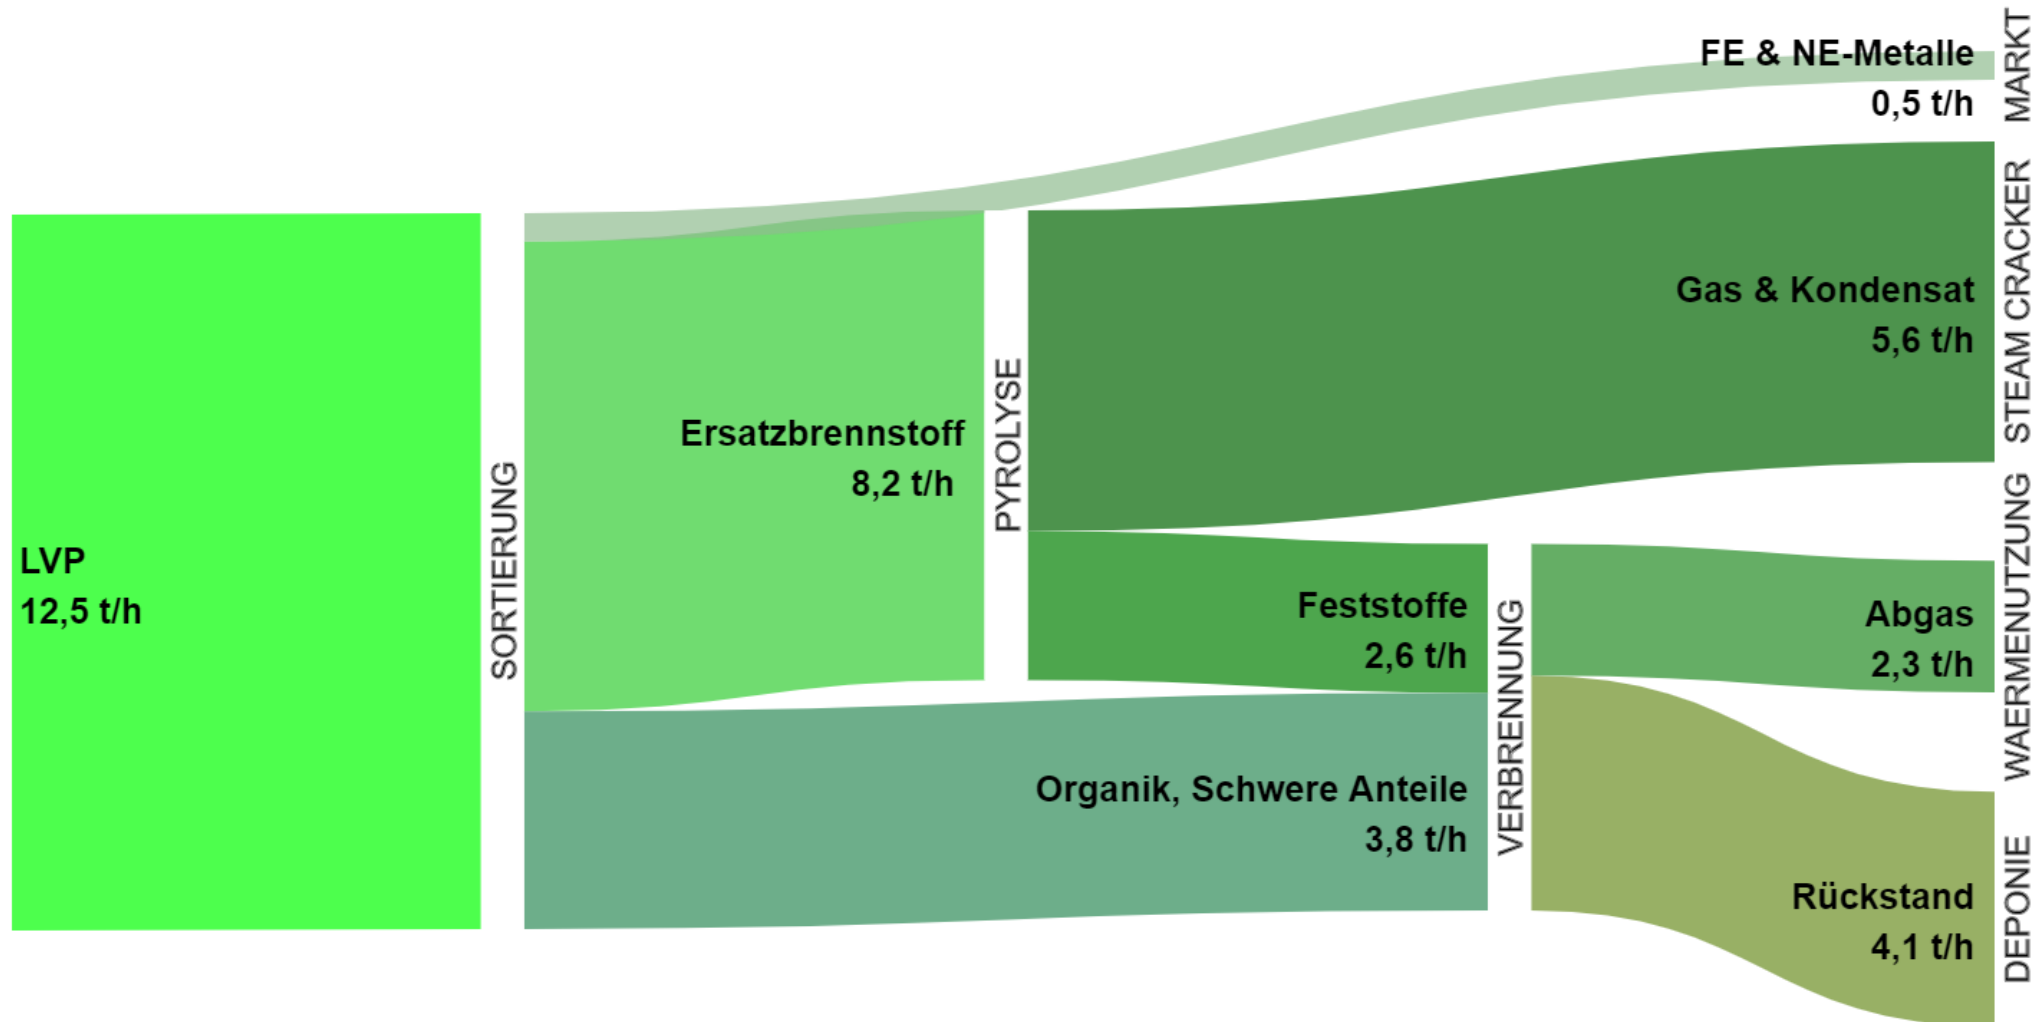 LVP
12,5 t/h
SORTIERUNG
Ersatzbrennstoff
8,2 t/h
PYROLYSE
FE & NE-Metalle
0,5 t/h
MARKT
Gas & Kondensat
5,6 t/h
STEAM CRACKER
Feststoffe
2,6 t/h
Organik, Schwere Anteile
3,8 t/h
VERBRENNUNG
Abgas
2,3 t/h
WAERMENUTZUNG
Rückstand
4,1 t/h
DEPONIE